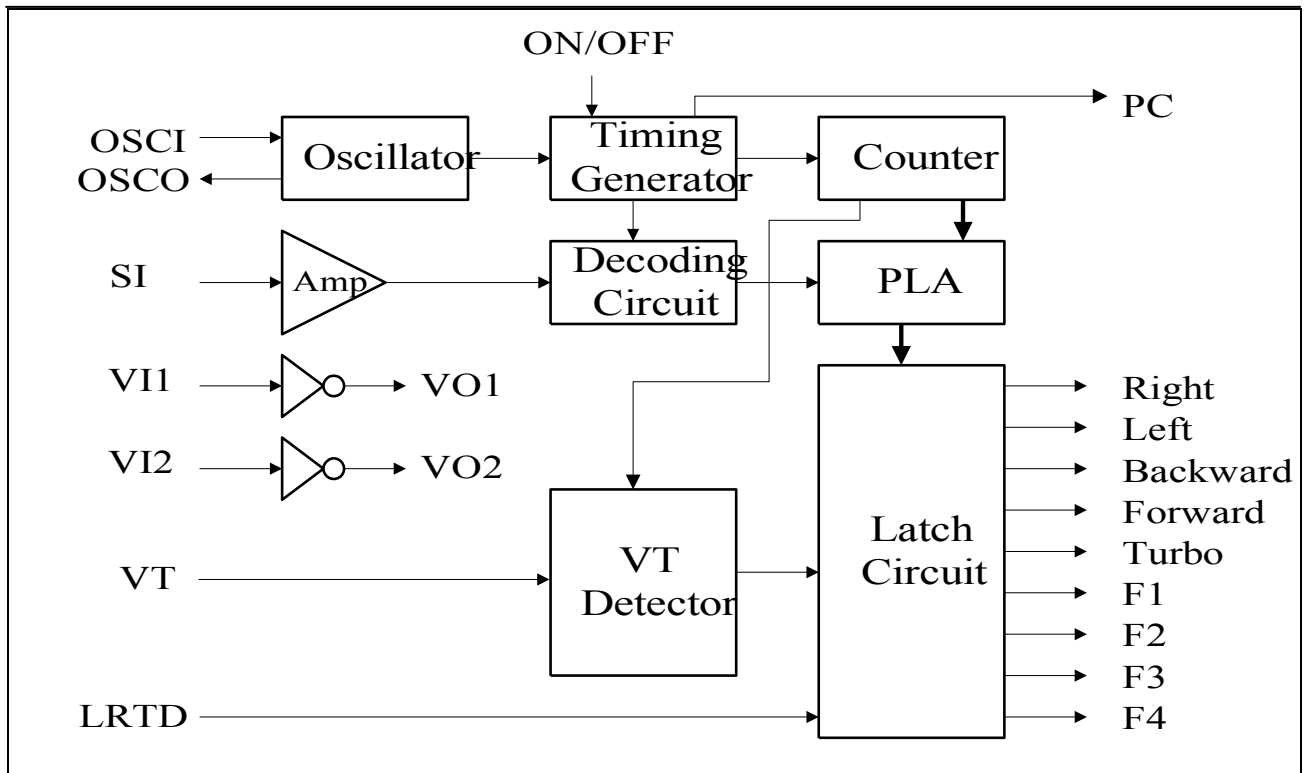 ON/OFF
PC
OSCI
OSCO
Oscillator
Timing
Generator
Counter
SI
Amp
Decoding
Circuit
PLA
VI1
VO1
VI2
VO2
VT
VT
Detector
Latch
Circuit
LRTD
Right
Left
Backward
Forward
Turbo
F1
F2
F3
F4